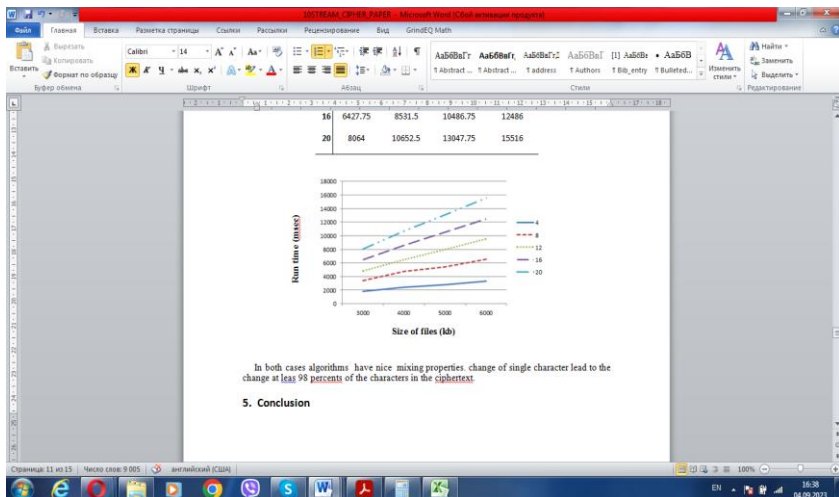 10STREAM_CIPHER_PAPER - Microsoft Word (Сбой активации продукта)
Файл Главная Вставка Разметка страницы Ссылки Рассылки Рецензирование Вид GrindEQ Math
Вставить
Вырезать
Копировать
Формат по образцу
Буфер обмена
Calibri 14
Шрифт
Абзац
АаБбВвГг АаБбВвГг, АаБбВвГг2 АаБбВвГ [1] АаБбВв • АаБбВ
¶ Abstract ... ¶ Abstract ... ¶ address ¶ Authors ¶ Bib_entry ¶ Bulleted...
Стили
Изменить стили
Найти
Заменить
Выделить
Редактирование
16 6427.75 8531.5 10486.75 12486
20 8064 10652.5 13047.75 15516
18000
16000
14000
12000
10000
8000
6000
4000
2000
0
Run time (msec)
3000 4000 5000 6000
Size of files (kb)
4
8
12
16
20
In both cases algorithms have nice mixing properties. change of single character lead to the
change at leas 98 percents of the characters in the ciphertext.
5. Conclusion
Страница: 11 из 15 Число слов: 9 005 английский (США) 100%
EN 16:38